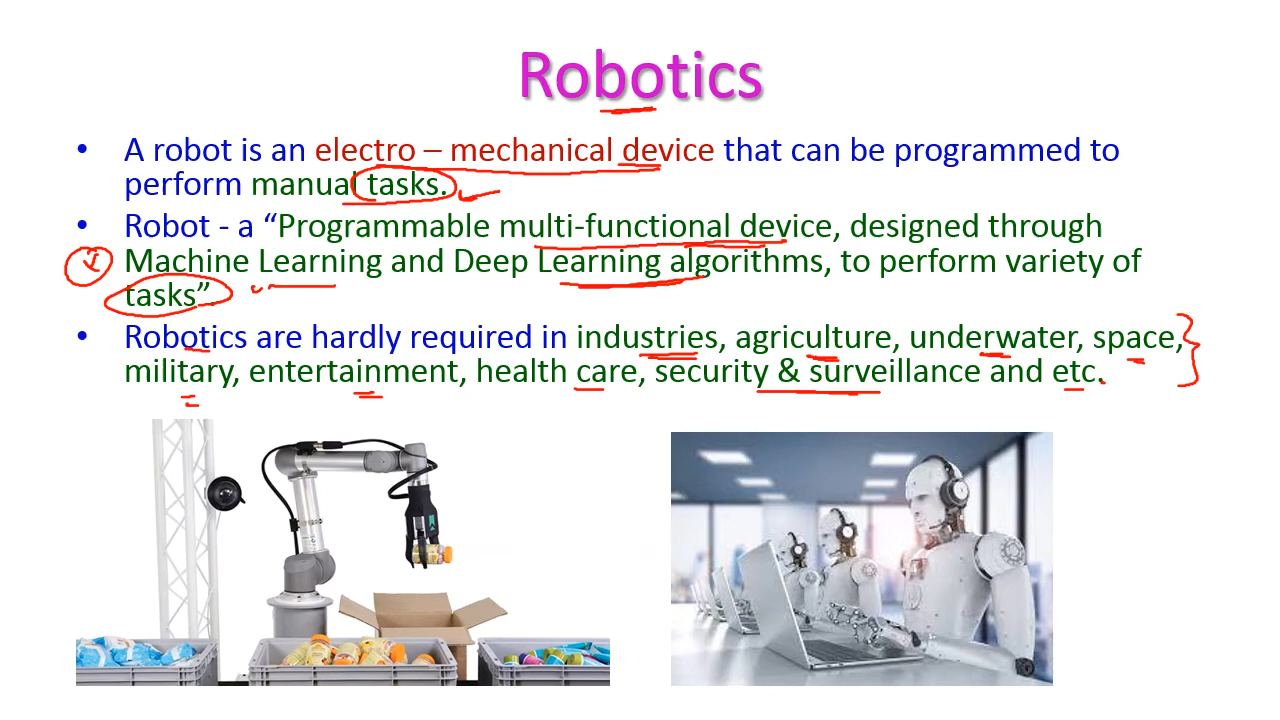 Robotics
• A robot is an electro – mechanical device that can be programmed to
perform manual tasks.
• Robot - a “Programmable multi-functional device, designed through
Machine Learning and Deep Learning algorithms, to perform variety of
tasks”.
• Robotics are hardly required in industries, agriculture, underwater, space,
military, entertainment, health care, security & surveillance and etc.